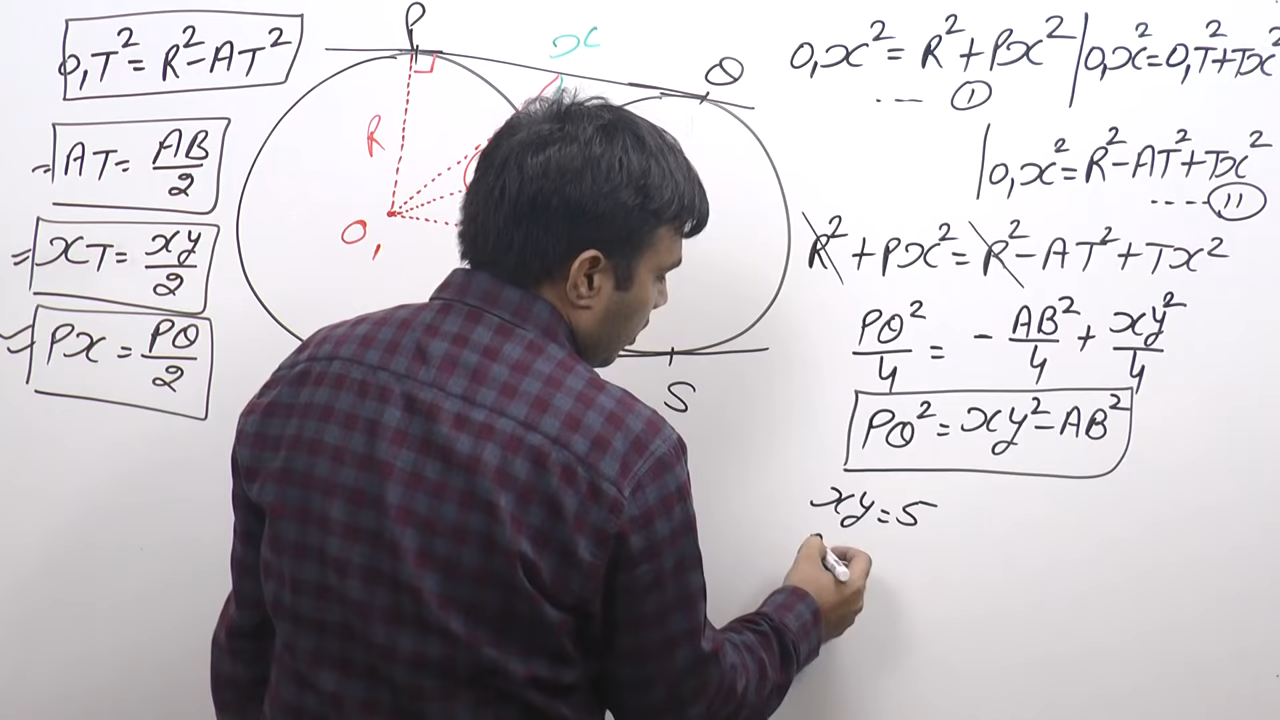 O₁T² = R² - AT²
= AT = AB/2
= xT = xy/2
= Px = PQ/2
P
x
Q
R
O₁
S
O₁x² = R² + Px² | O₁x² = O₁T² + Tx²
---- ①
| O₁x² = R² - AT² + Tx²
---- ⑪
R² + Px² = R² - AT² + Tx²
PQ²/4 = - AB²/4 + xy²/4
PQ² = xy² - AB²
xy = 5